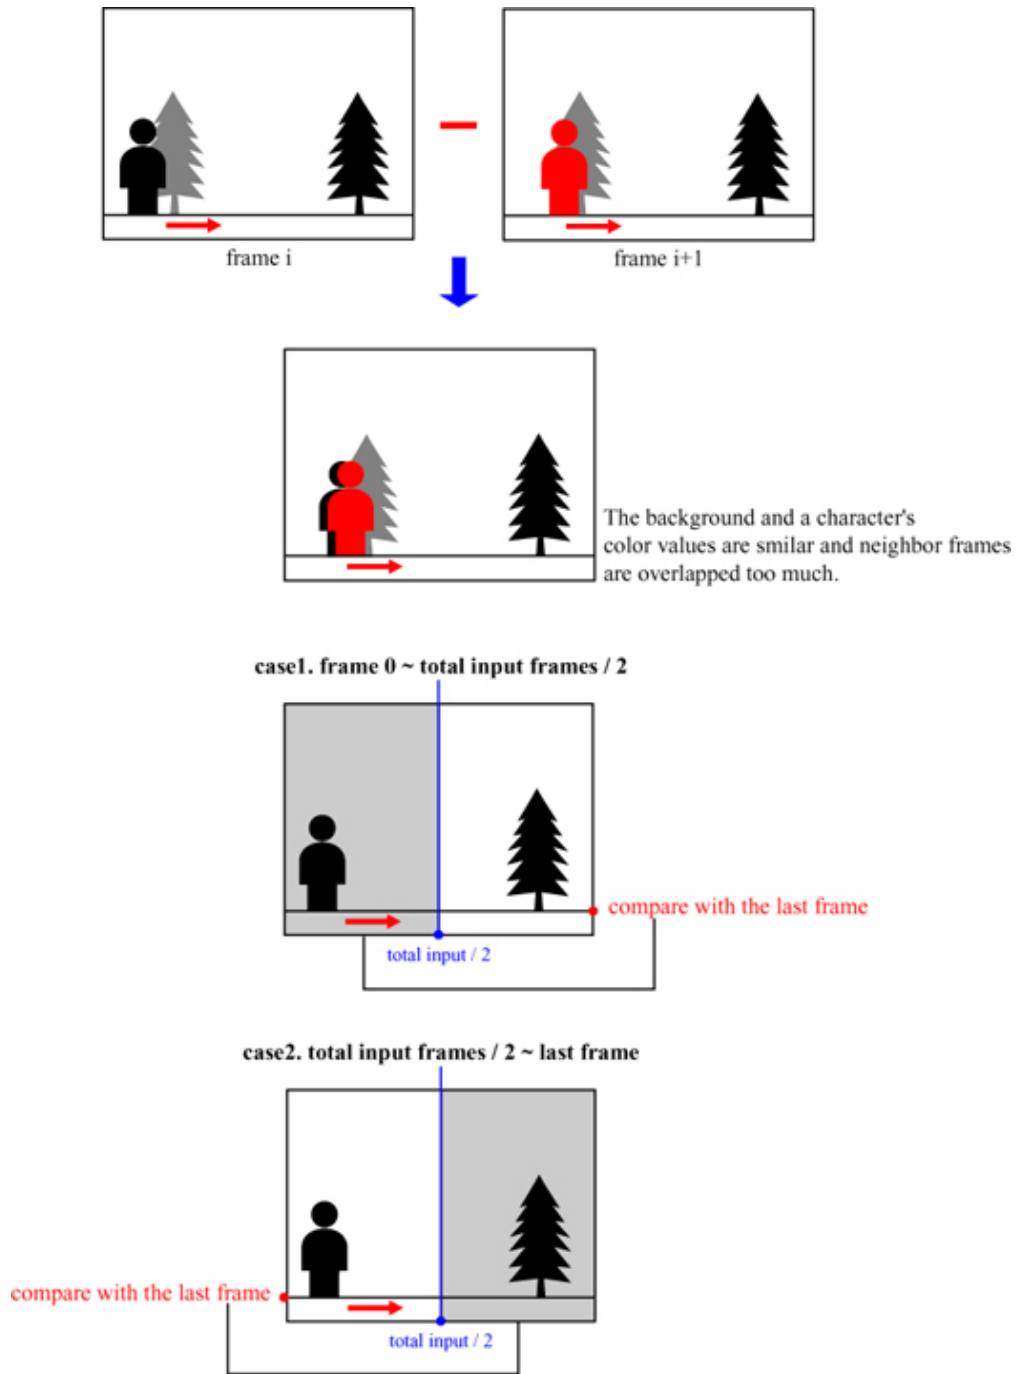 frame i
frame i+1
The background and a character's
color values are smilar and neighbor frames
are overlapped too much.
case1. frame 0 ~ total input frames / 2
compare with the last frame
total input / 2
case2. total input frames / 2 ~ last frame
compare with the last frame
total input / 2